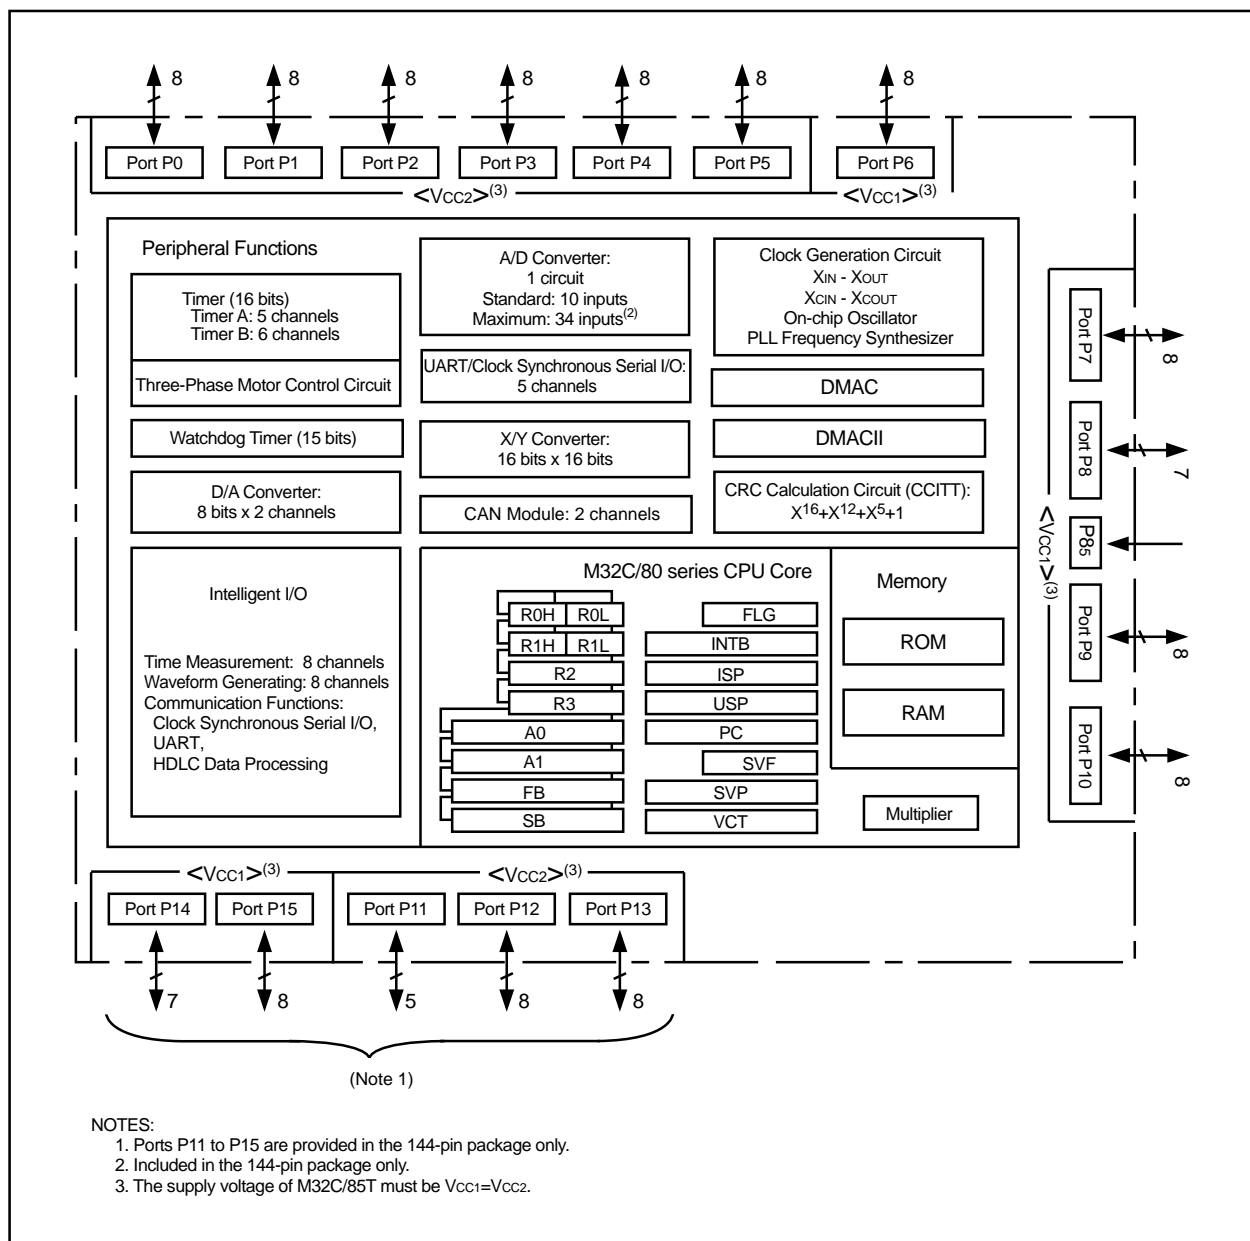 8 8 8 8 8 8 8
Port P0 Port P1 Port P2 Port P3 Port P4 Port P5 Port P6
<VCC2>(3) <VCC1>(3)
Peripheral Functions
Timer (16 bits)
Timer A: 5 channels
Timer B: 6 channels
Three-Phase Motor Control Circuit
Watchdog Timer (15 bits)
D/A Converter:
8 bits x 2 channels
Intelligent I/O
Time Measurement: 8 channels
Waveform Generating: 8 channels
Communication Functions:
Clock Synchronous Serial I/O,
UART,
HDLC Data Processing
A/D Converter:
1 circuit
Standard: 10 inputs
Maximum: 34 inputs(2)
UART/Clock Synchronous Serial I/O:
5 channels
X/Y Converter:
16 bits x 16 bits
CAN Module: 2 channels
Clock Generation Circuit
XIN - XOUT
XCIN - XCOUT
On-chip Oscillator
PLL Frequency Synthesizer
DMAC
DMACII
CRC Calculation Circuit (CCITT):
X16+X12+X5+1
M32C/80 series CPU Core
R0H R0L
R1H R1L
R2
R3
A0
A1
FB
SB
FLG
INTB
ISP
USP
PC
SVF
SVP
VCT
Memory
ROM
RAM
Multiplier
<VCC1>(3)
Port P7
8
Port P8
7
P85
Port P9
8
Port P10
8
<VCC1>(3) <VCC2>(3)
Port P14 Port P15 Port P11 Port P12 Port P13
7 8 5 8 8
(Note 1)
NOTES:
1. Ports P11 to P15 are provided in the 144-pin package only.
2. Included in the 144-pin package only.
3. The supply voltage of M32C/85T must be VCC1=VCC2.